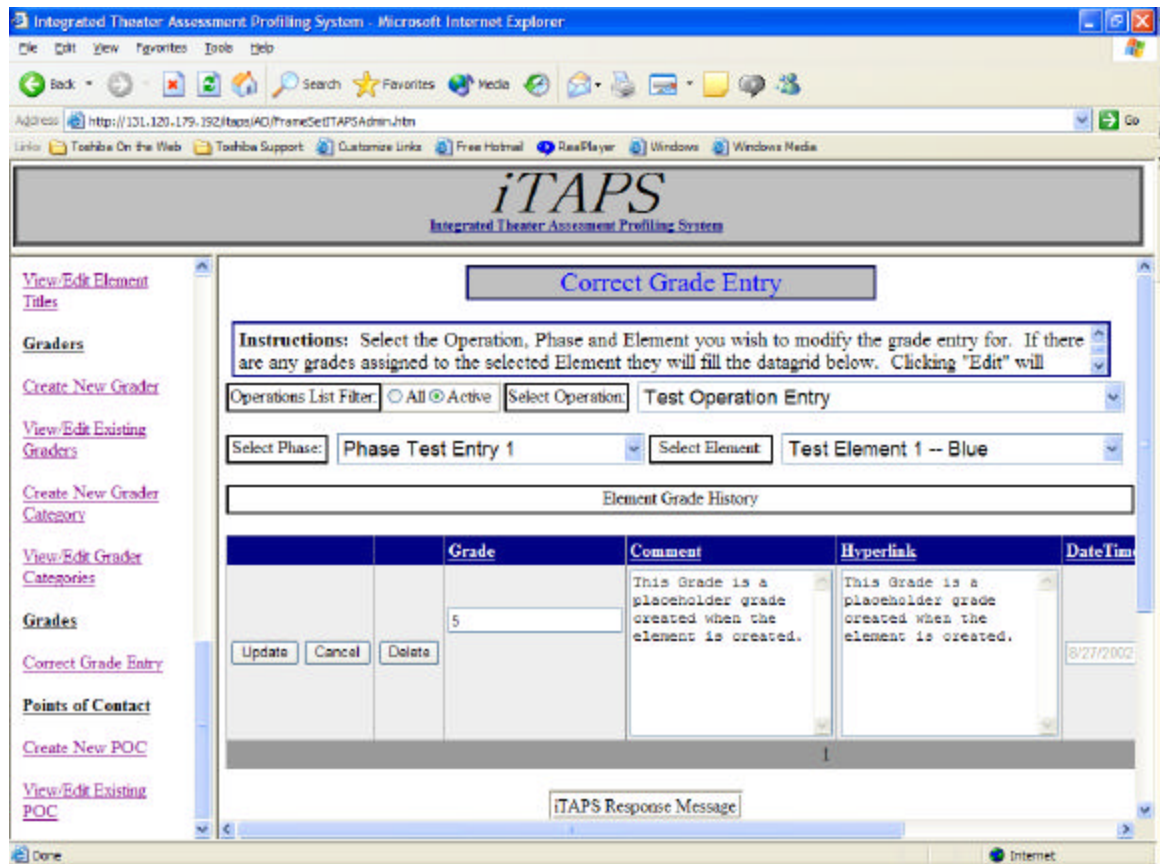 Integrated Theater Assessment Profiling System - Microsoft Internet Explorer
File Edit View Favorites Tools Help
Back Search Favorites Media
Address http://131.120.179.192/itaps/AO/FrameSetITAPSAdmin.htm Go
Links Toshiba On the Web Toshiba Support Customize Links Free Hotmail RealPlayer Windows Windows Media
iTAPS
Integrated Theater Assessment Profiling System
View/Edit Element
Titles
Graders
Create New Grader
View/Edit Existing
Graders
Create New Grader
Category
View/Edit Grader
Categories
Grades
Correct Grade Entry
Points of Contact
Create New POC
View/Edit Existing
POC
Correct Grade Entry
Instructions: Select the Operation, Phase and Element you wish to modify the grade entry for. If there
are any grades assigned to the selected Element they will fill the datagrid below. Clicking "Edit" will
Operations List Filter: All Active Select Operation: Test Operation Entry
Select Phase: Phase Test Entry 1 Select Element: Test Element 1 -- Blue
Element Grade History
Grade Comment Hyperlink DateTime
Update Cancel Delete
5
This Grade is a
placeholder grade
created when the
element is created.
This Grade is a
placeholder grade
created when the
element is created.
8/27/2002
1
iTAPS Response Message
Done Internet